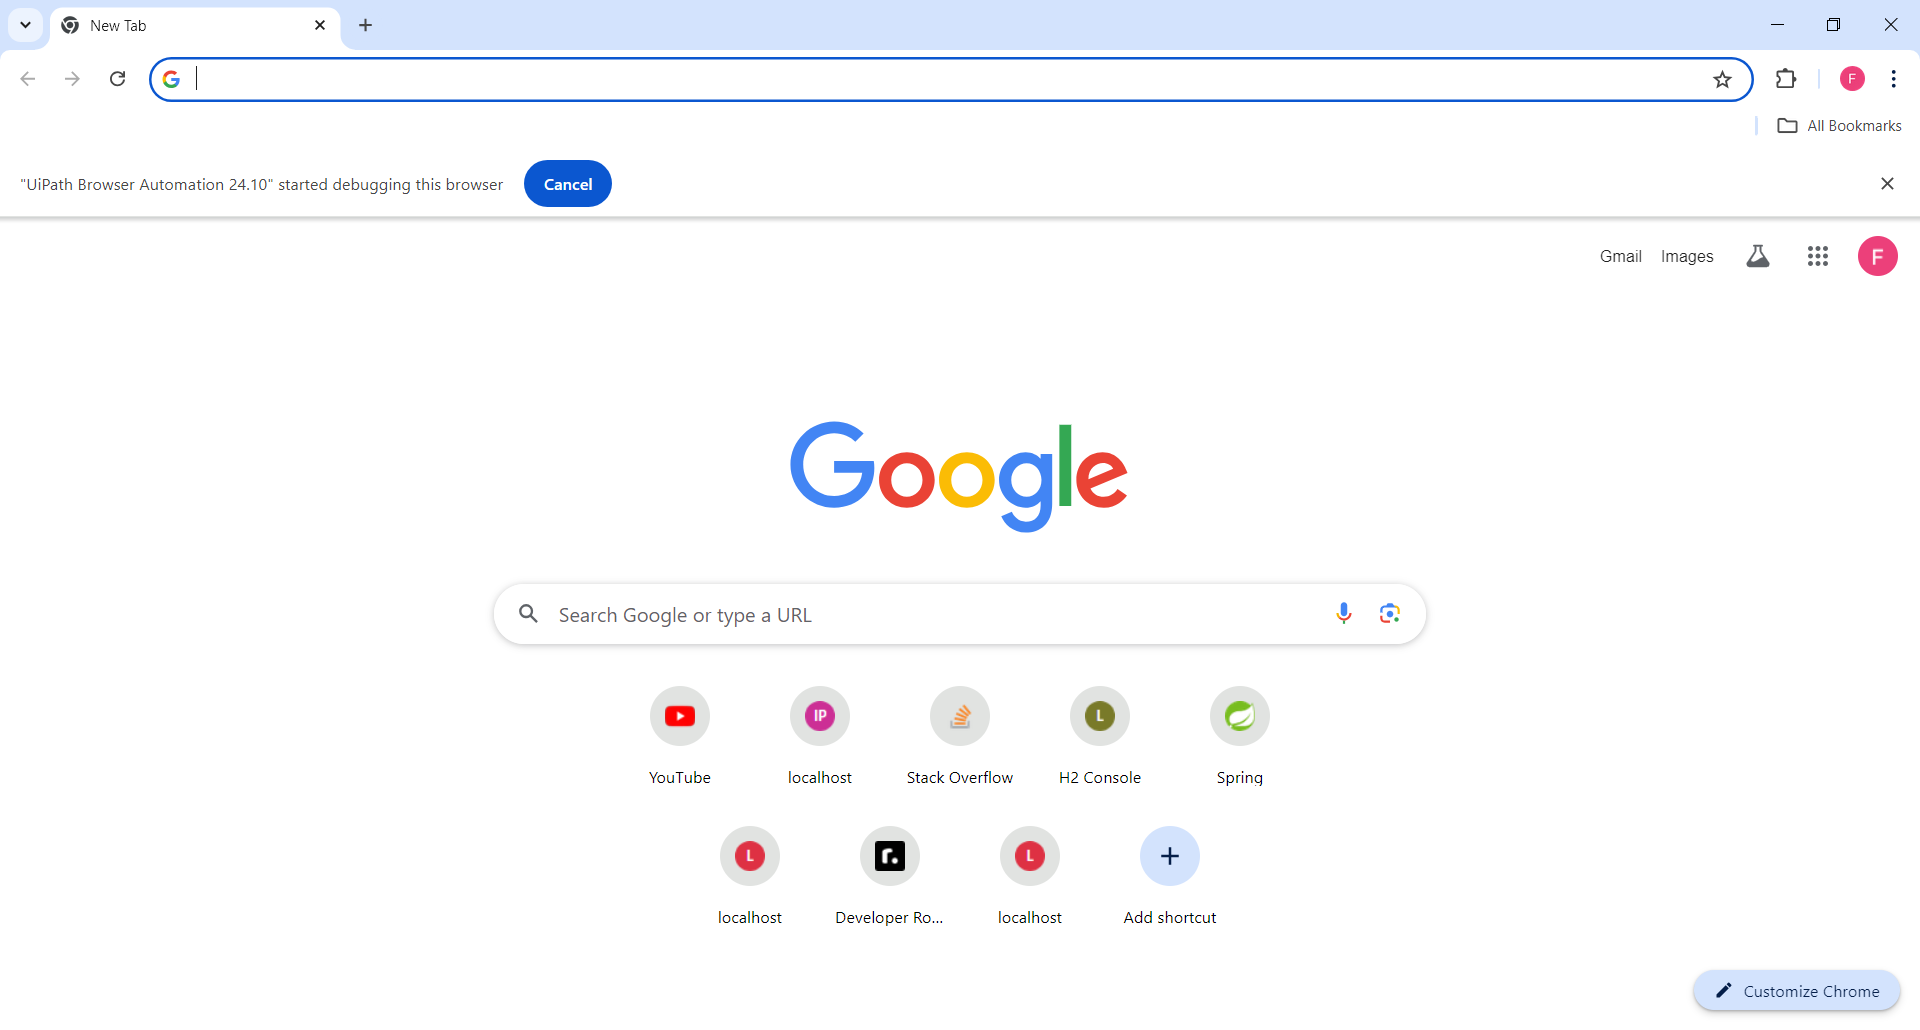 New Tab
F
All Bookmarks
"UiPath Browser Automation 24.10" started debugging this browser
Cancel
Gmail
Images
F
Google
Search Google or type a URL
IP
L
YouTube
localhost
Stack Overflow
H2 Console
Spring
L
r.
L
localhost
Developer Ro...
localhost
Add shortcut
Customize Chrome